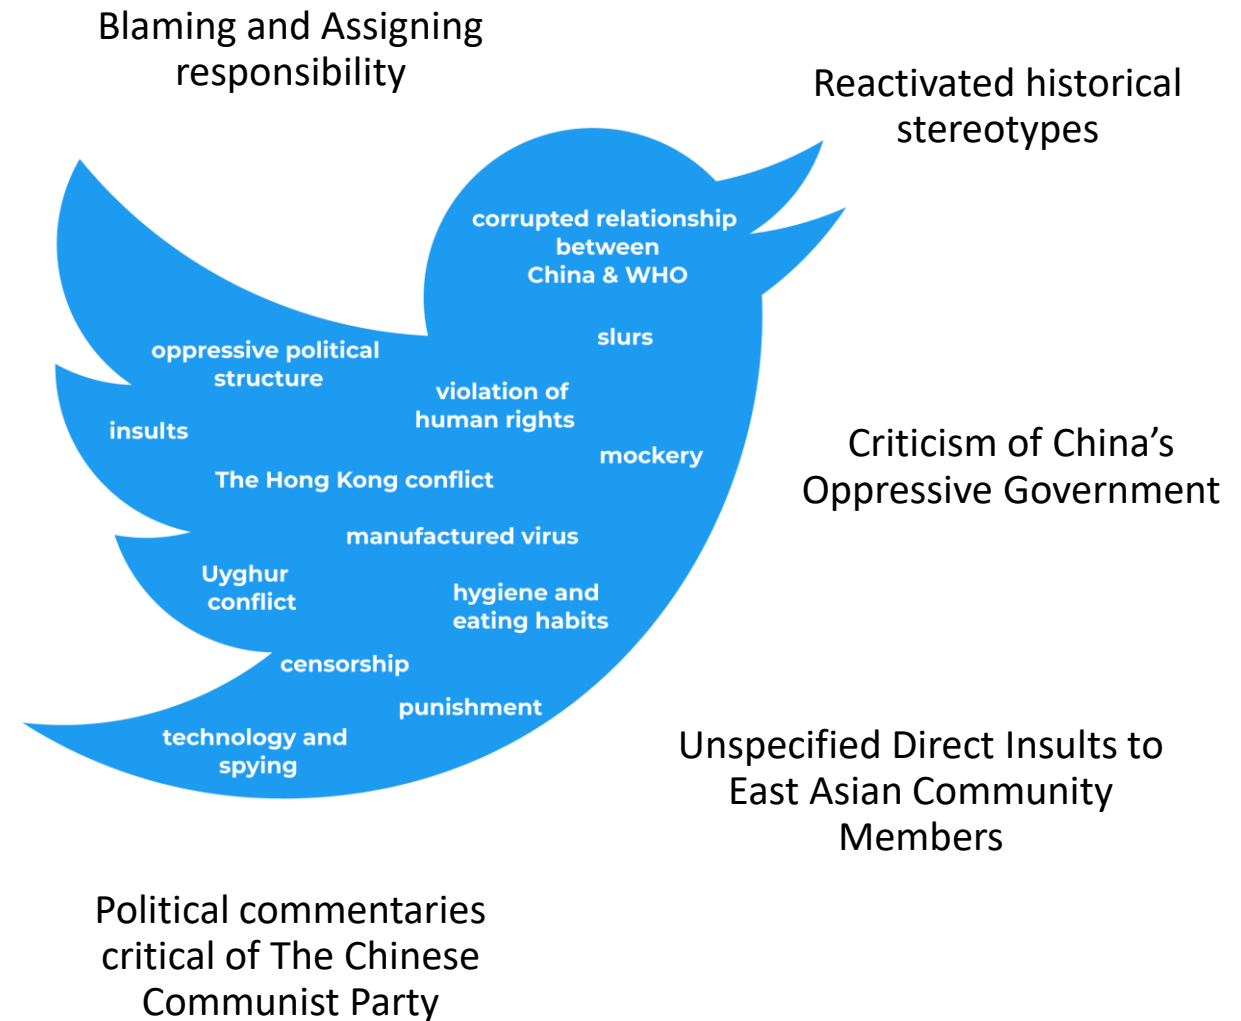 Blaming and Assigning
responsibility
Reactivated historical
stereotypes
corrupted relationship
between
China & WHO
slurs
oppressive political
structure
violation of
human rights
insults
mockery
The Hong Kong conflict
Criticism of China’s
Oppressive Government
manufactured virus
Uyghur
conflict
hygiene and
eating habits
censorship
punishment
technology and
spying
Unspecified Direct Insults to
East Asian Community
Members
Political commentaries
critical of The Chinese
Communist Party